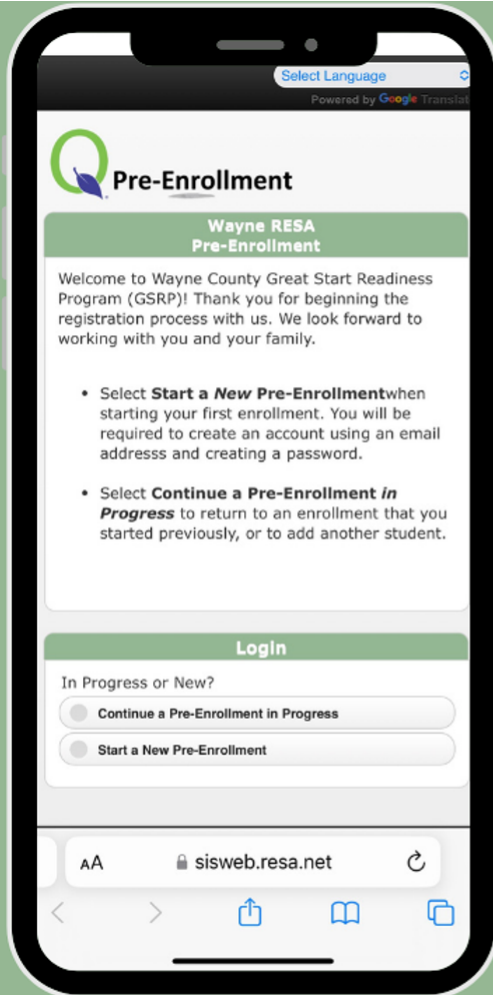 Select Language
Powered by Google Translat
Q Pre-Enrollment
Wayne RESA
Pre-Enrollment
Welcome to Wayne County Great Start Readiness
Program (GSRP)! Thank you for beginning the
registration process with us. We look forward to
working with you and your family.
• Select Start a New Pre-Enrollmentwhen
starting your first enrollment. You will be
required to create an account using an email
addresss and creating a password.
• Select Continue a Pre-Enrollment in
Progress to return to an enrollment that you
started previously, or to add another student.
Login
In Progress or New?
Continue a Pre-Enrollment in Progress
Start a New Pre-Enrollment
AA sisweb.resa.net